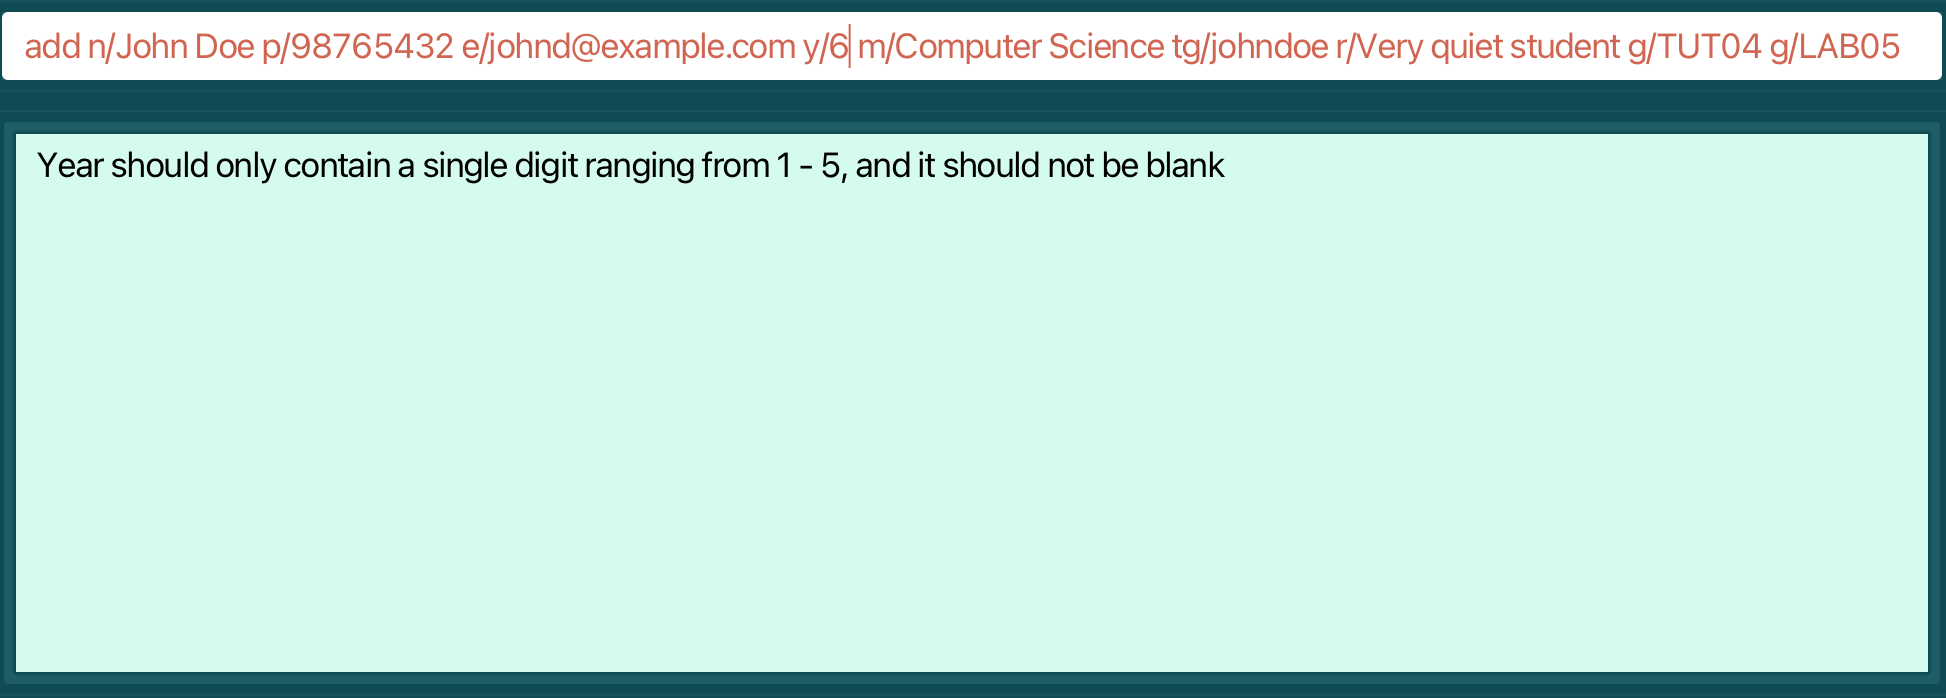 add n/John Doe p/98765432 e/johnd@example.com y/6 m/Computer Science tg/johndoe r/Very quiet student g/TUT04 g/LAB05
Year should only contain a single digit ranging from 1 - 5, and it should not be blank